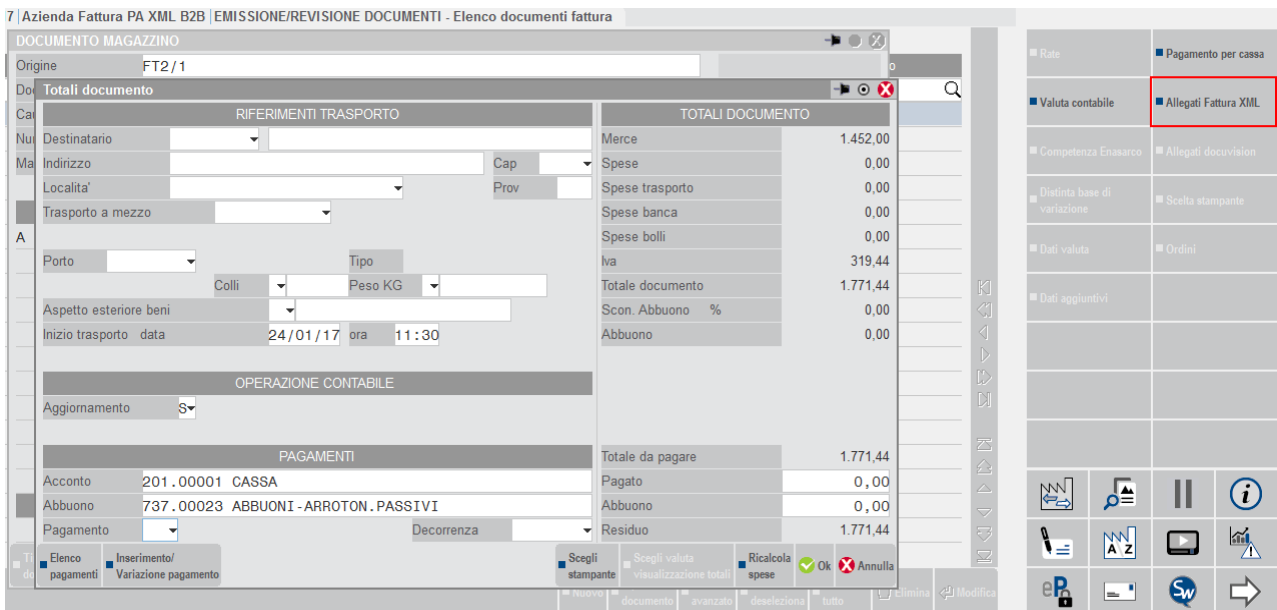 7 | Azienda Fattura PA XML B2B | EMISSIONE/REVISIONE DOCUMENTI - Elenco documenti fattura
DOCUMENTO MAGAZZINO
Origine FT2/1
Totali documento
RIFERIMENTI TRASPORTO TOTALI DOCUMENTO
Destinatario Merce 1.452,00
Indirizzo Cap Spese 0,00
Localita' Prov Spese trasporto 0,00
Trasporto a mezzo Spese banca 0,00
A Spese bolli 0,00
Porto Tipo Iva 319,44
Colli Peso KG Totale documento 1.771,44
Aspetto esteriore beni Scon. Abbuono % 0,00
Inizio trasporto data 24/01/17 ora 11:30 Abbuono 0,00
OPERAZIONE CONTABILE
Aggiornamento S
PAGAMENTI Totale da pagare 1.771,44
Acconto 201.00001 CASSA Pagato 0,00
Abbuono 737.00023 ABBUONI-ARROTON.PASSIVI Abbuono 0,00
Pagamento Decorrenza Residuo 1.771,44
Elenco pagamenti
Inserimento/ Variazione pagamento
Scegli stampante
Scegli valuta visualizzazione totali
Ricalcola spese
Ok
Annulla
Nuovo
documento
avanzato
deseleziona
tutto
Elimina
Modifica
Rate
Pagamento per cassa
Valuta contabile
Allegati Fattura XML
Competenza Enasarco
Allegati docuvision
Distinta base di variazione
Scelta stampante
Dati valuta
Ordini
Dati aggiuntivi
i
A Z
eP
Sw